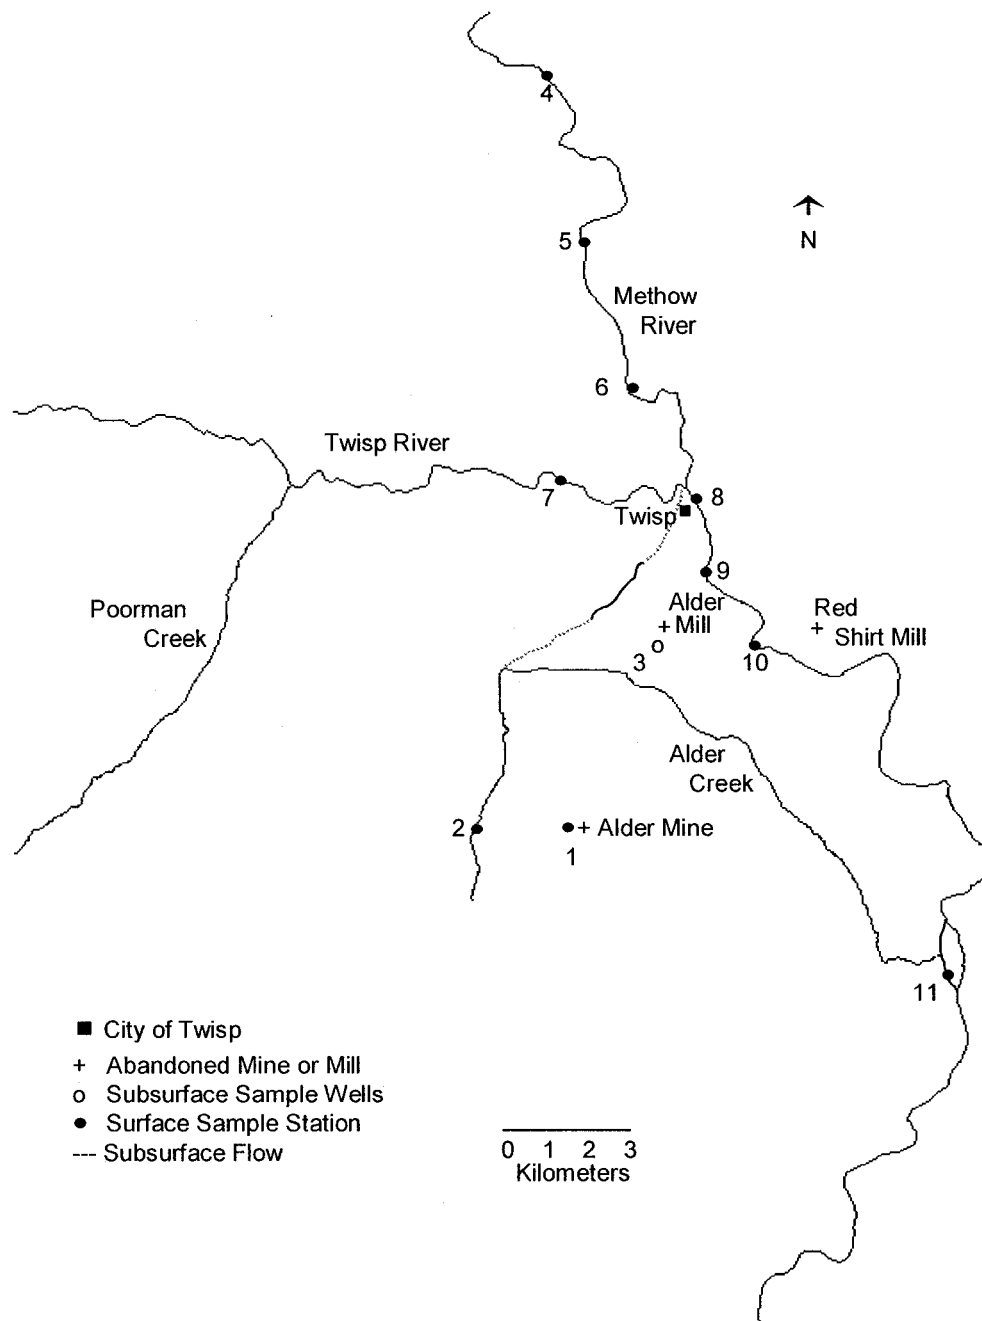 4
N
5
Methow
River
6
Twisp River
7
8
Twisp
9
Alder
Mill
Red
Shirt Mill
Poorman
Creek
3
10
Alder
Creek
2
Alder Mine
1
11
City of Twisp
Abandoned Mine or Mill
Subsurface Sample Wells
Surface Sample Station
Subsurface Flow
0 1 2 3
Kilometers